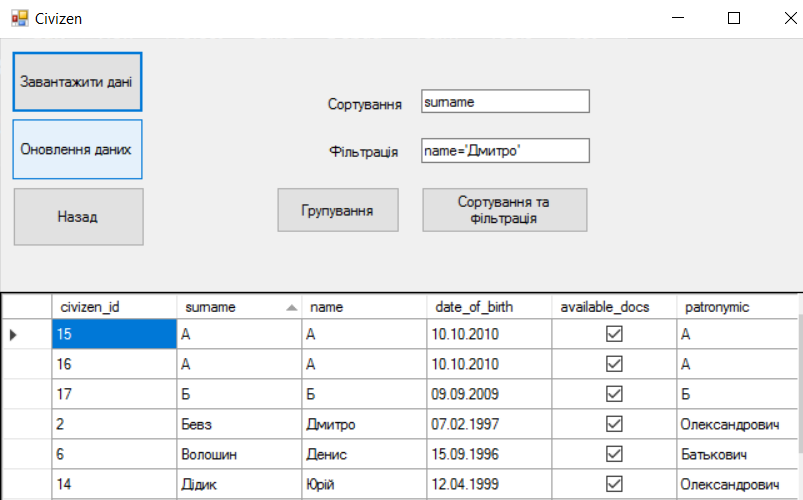 Civizen
Завантажити дані
Сортування surname
Оновлення даних
Фільтрація name='Дмитро'
Назад
Групування
Сортування та
фільтрація
civizen_id surname name date_of_birth available_docs patronymic
15 А А 10.10.2010 А
16 А А 10.10.2010 А
17 Б Б 09.09.2009 Б
2 Бевз Дмитро 07.02.1997 Олександрович
6 Волошин Денис 15.09.1996 Батькович
14 Дідик Юрій 12.04.1999 Олександрович